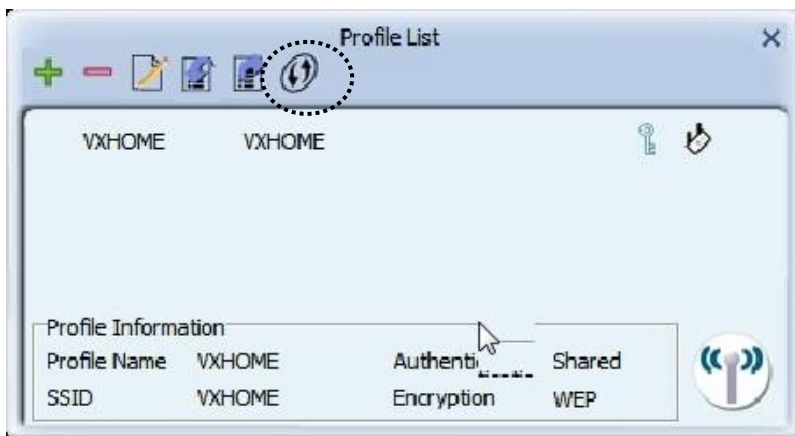 Profile List
VXHOME VXHOME
Profile Information
Profile Name VXHOME Shared
SSID VXHOME Encryption WEP